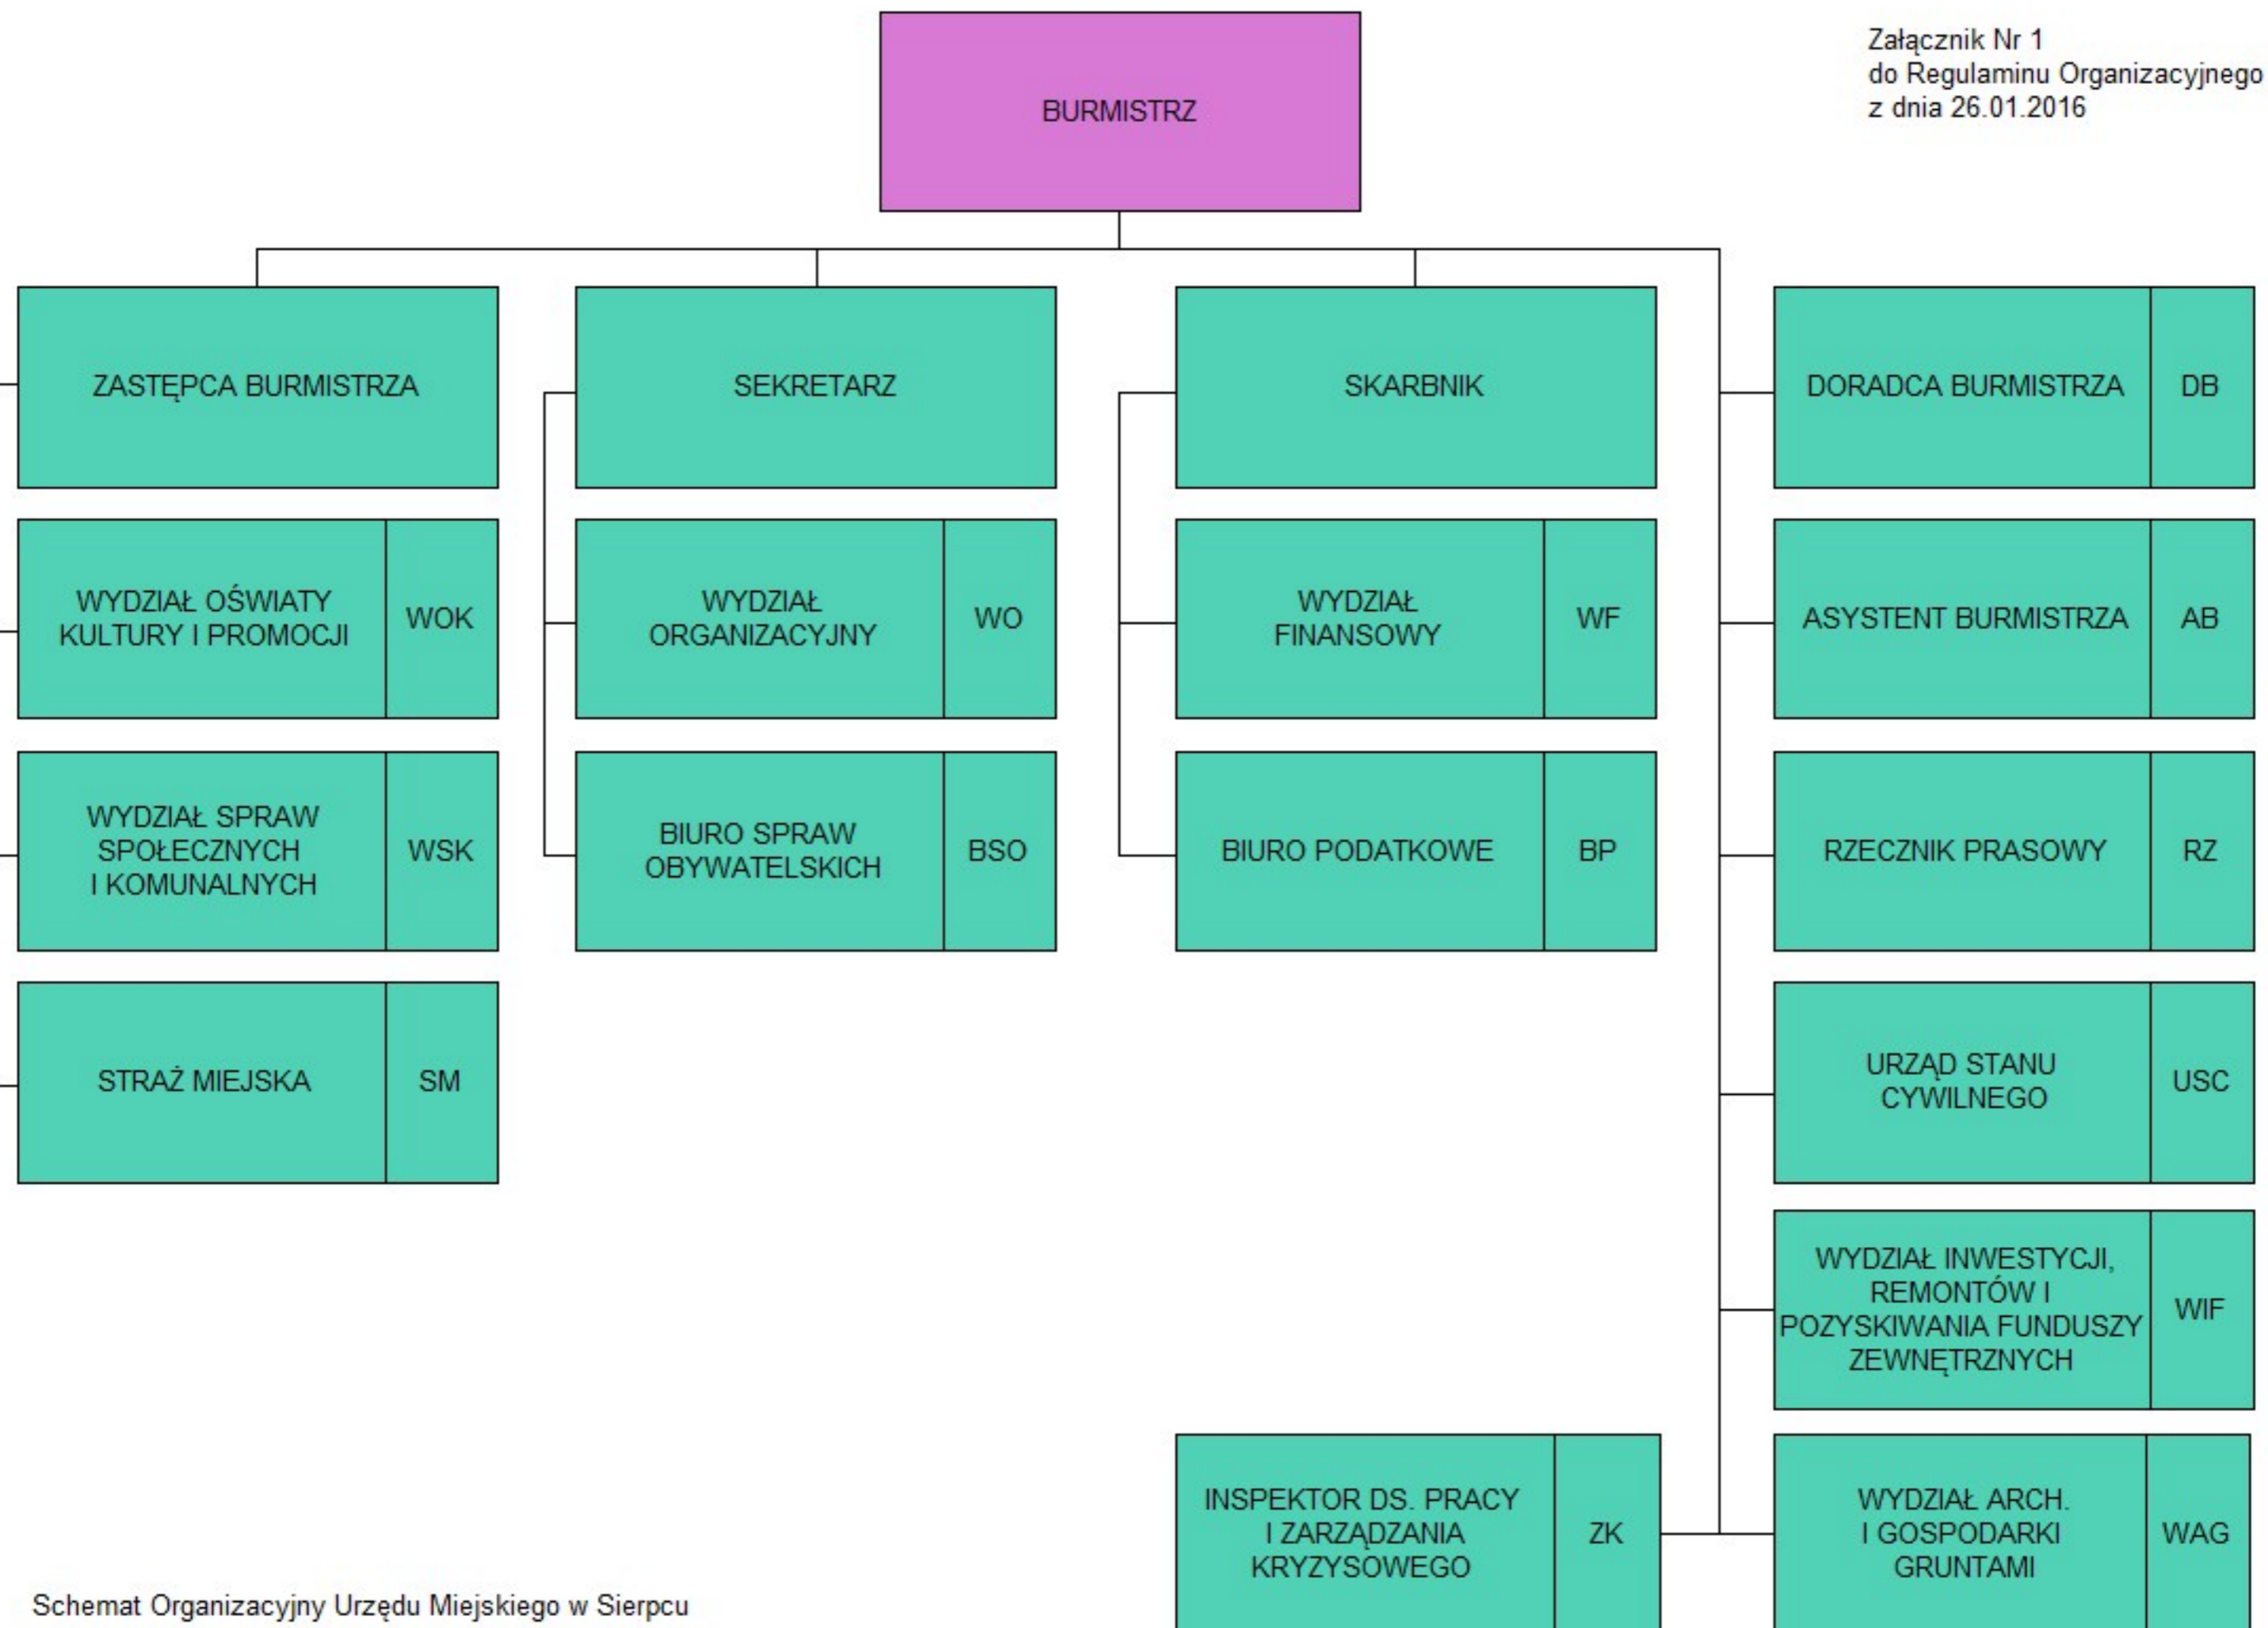 BURMISTRZ
Załącznik Nr 1
do Regulaminu Organizacyjnego
z dnia 26.01.2016
ZASTĘPCA BURMISTRZA
SEKRETARZ
SKARBNIK
DORADCA BURMISTRZA
DB
WYDZIAŁ OŚWIATY
KULTURY I PROMOCJI
WOK
WYDZIAŁ
ORGANIZACYJNY
WO
WYDZIAŁ
FINANSOWY
WF
ASYSTENT BURMISTRZA
AB
WYDZIAŁ SPRAW
SPOŁECZNYCH
I KOMUNALNYCH
WSK
BIURO SPRAW
OBYWATELSKICH
BSO
BIURO PODATKOWE
BP
RZECZNIK PRASOWY
RZ
STRAŻ MIEJSKA
SM
URZĄD STANU
CYWILNEGO
USC
WYDZIAŁ INWESTYCJI,
REMONTÓW I
POZYSKIWANIA FUNDUSZY
ZEWNĘTRZNYCH
WIF
INSPEKTOR DS. PRACY
I ZARZĄDZANIA
KRYZYSOWEGO
ZK
WYDZIAŁ ARCH.
I GOSPODARKI
GRUNTAMI
WAG
Schemat Organizacyjny Urzędu Miejskiego w Sierpcu